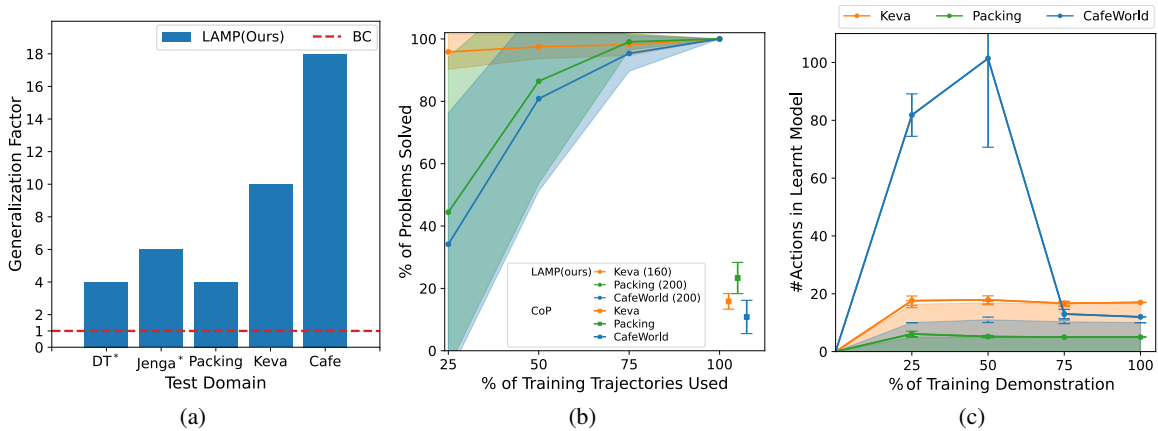 LAMP(Ours) BC
18
16
14
12
10
8
6
4
2
1
0
Generalization Factor
DT* Jenga* Packing Keva Cafe
Test Domain
(a)
100
80
60
40
20
0
% of Problems Solved
LAMP(ours) Keva (160)
Packing (200)
CafeWorld (200)
CoP Keva
Packing
CafeWorld
25 50 75 100
% of Training Trajectories Used
(b)
Keva Packing CafeWorld
100
80
60
40
20
0
#Actions in Learnt Model
25 50 75 100
% of Training Demonstration
(c)